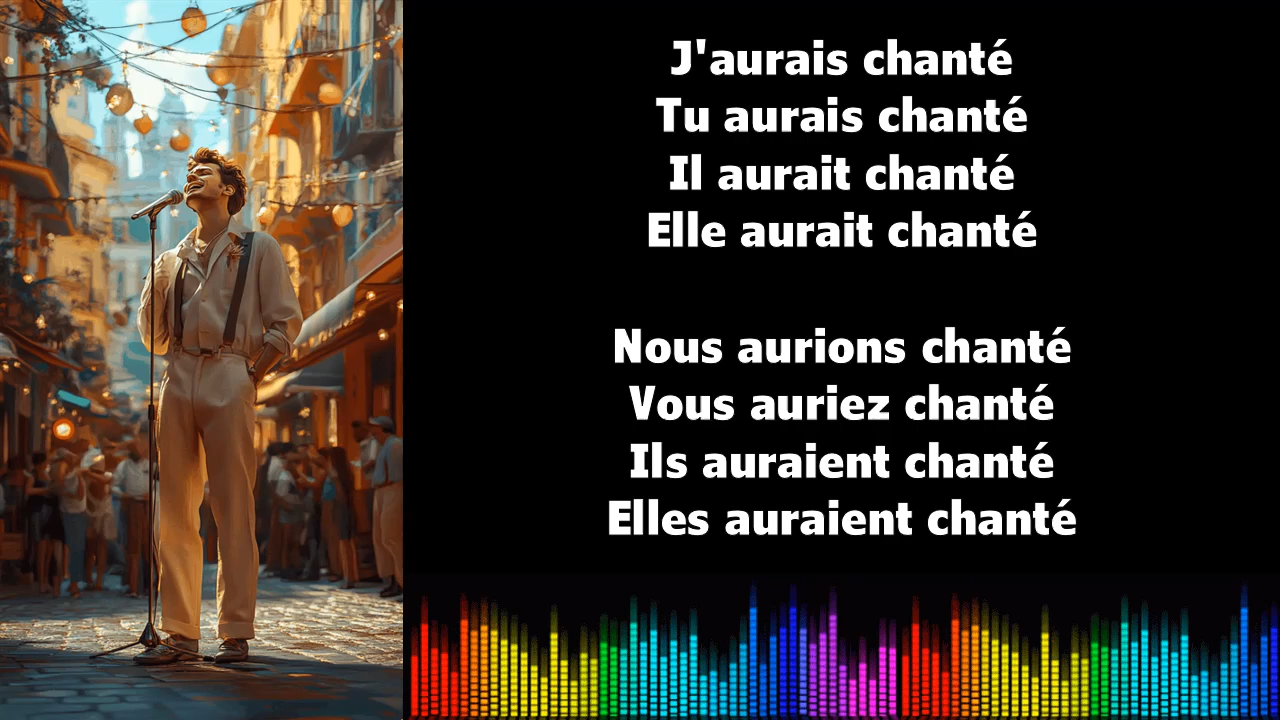 J'aurais chanté
Tu aurais chanté
Il aurait chanté
Elle aurait chanté
Nous aurions chanté
Vous auriez chanté
Ils auraient chanté
Elles auraient chanté